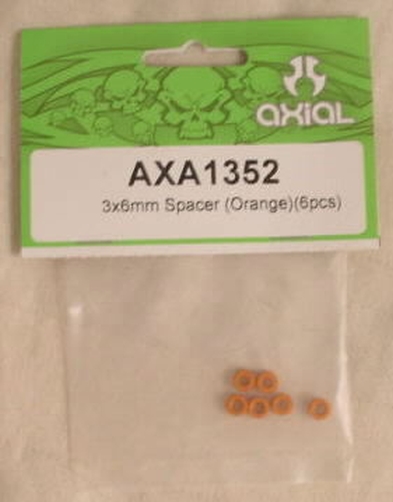 axial
AXA1352
3x6mm Spacer (Orange)(6pcs)